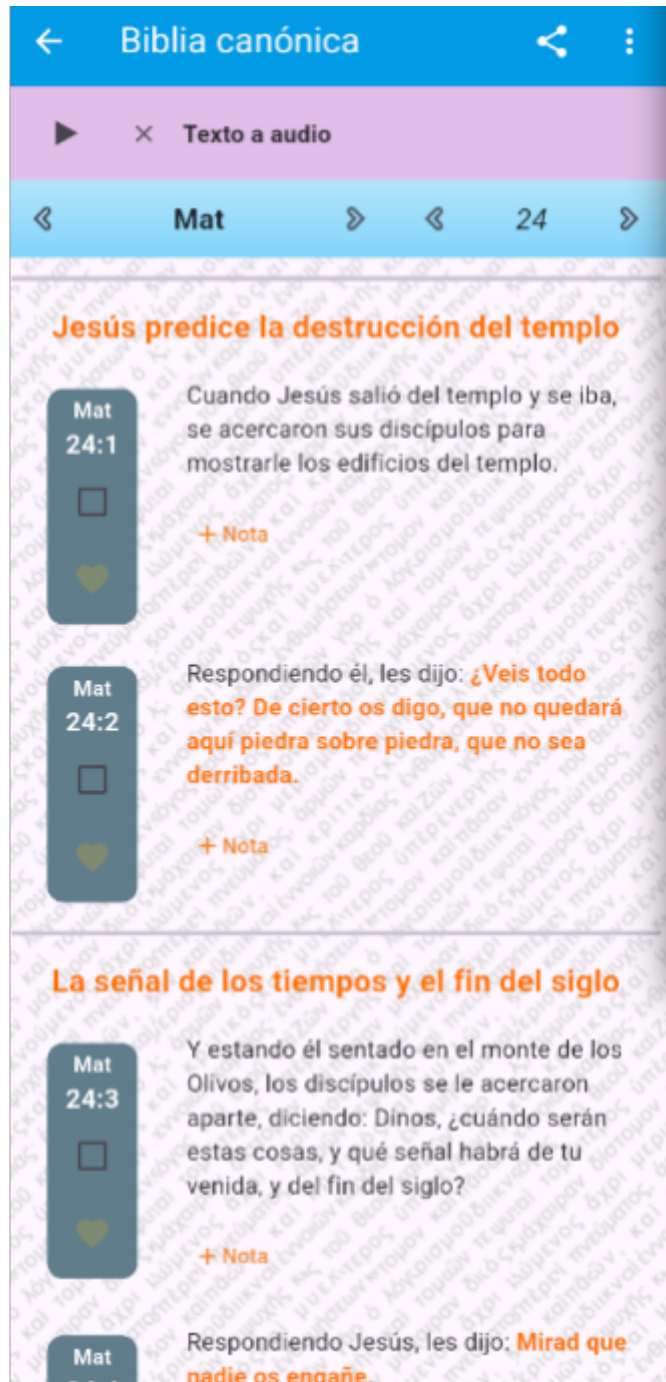 Biblia canónica
Texto a audio
Mat
24
Jesús predice la destrucción del templo
Mat
24:1
Cuando Jesús salió del templo y se iba,
se acercaron sus discípulos para
mostrarle los edificios del templo.
+ Nota
Mat
24:2
Respondiendo él, les dijo: ¿Veis todo
esto? De cierto os digo, que no quedará
aquí piedra sobre piedra, que no sea
derribada.
+ Nota
La señal de los tiempos y el fin del siglo
Mat
24:3
Y estando él sentado en el monte de los
Olivos, los discípulos se le acercaron
aparte, diciendo: Dinos, ¿cuándo serán
estas cosas, y qué señal habrá de tu
venida, y del fin del siglo?
+ Nota
Mat
Respondiendo Jesús, les dijo: Mirad que
nadie os engañe.